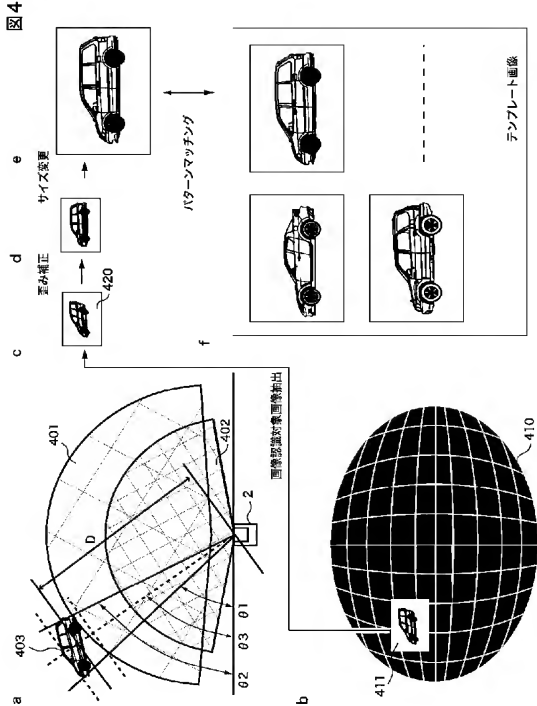 図4
a
401
402
403
D
2
θ1
θ3
θ2
b
410
411
画像認識対象画像抽出
c
420
歪み補正
d
サイズ変更
e
パターンマッチング
f
テンプレート画像